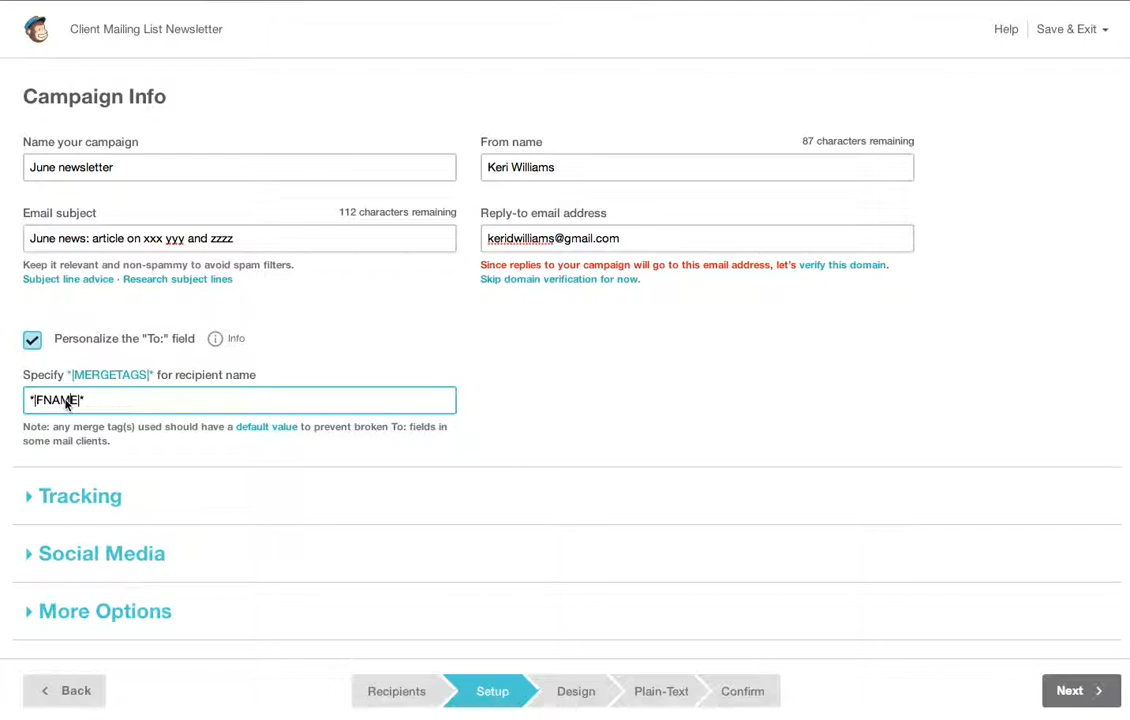 Client Mailing List Newsletter
Help
Save & Exit
Campaign Info
Name your campaign
June newsletter
From name
87 characters remaining
Keri Williams
Email subject
112 characters remaining
June news: article on xxx yyy and zzzz
Keep it relevant and non-spammy to avoid spam filters.
Subject line advice · Research subject lines
Reply-to email address
keridwilliams@gmail.com
Since replies to your campaign will go to this email address, let's verify this domain.
Skip domain verification for now.
Personalize the "To:" field
Info
Specify *|MERGETAGS|* for recipient name
*|FNAME|*
Note: any merge tag(s) used should have a default value to prevent broken To: fields in
some mail clients.
Tracking
Social Media
More Options
Back
Recipients
Setup
Design
Plain-Text
Confirm
Next